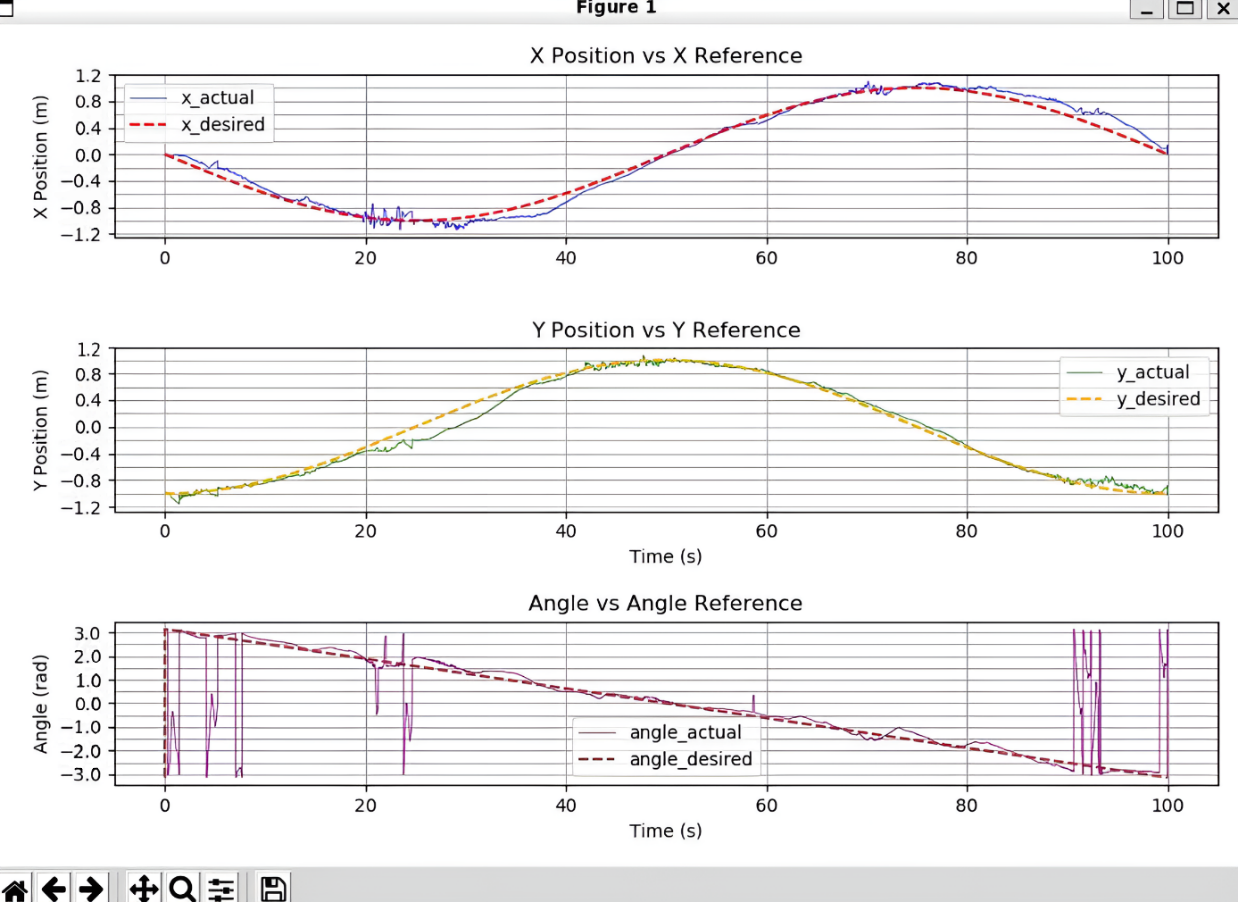 Figure 1
X Position vs X Reference
X Position (m)
1.2
0.8
0.4
0.0
−0.4
−0.8
−1.2
x_actual
x_desired
0 20 40 60 80 100
Y Position vs Y Reference
Y Position (m)
1.2
0.8
0.4
0.0
−0.4
−0.8
−1.2
y_actual
y_desired
0 20 40 60 80 100
Time (s)
Angle vs Angle Reference
Angle (rad)
3.0
2.0
1.0
0.0
−1.0
−2.0
−3.0
angle_actual
angle_desired
0 20 40 60 80 100
Time (s)